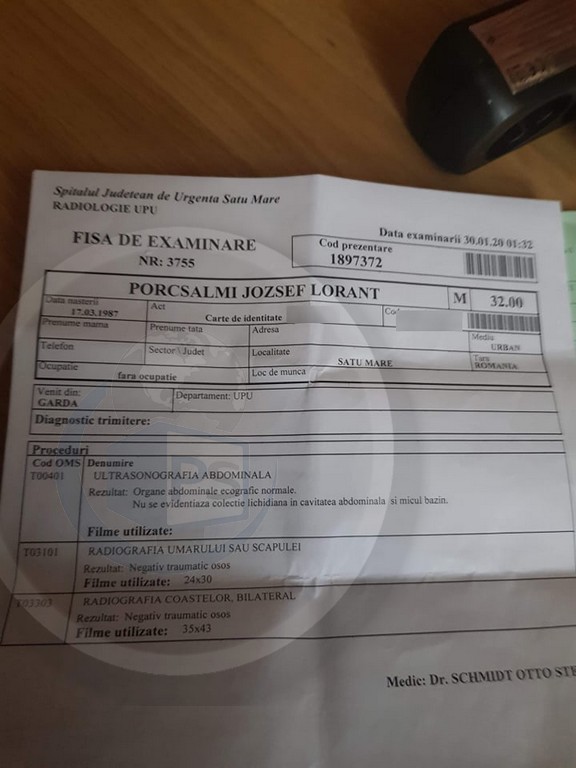 Spitalul Judetean de Urgenta Satu Mare
RADIOLOGIE UPU
Data examinarii 30.01.20 01:32
FISA DE EXAMINARE
NR: 3755
Cod prezentare
1897372
PORCSALMI JOZSEF LORANT M 32.00
Data nasterii
17.03.1987
Act
Carte de identitate
Prenume mama
Prenume tata
Adresa
Mediu
URBAN
Telefon
Sector \ Judet
Localitate
SATU MARE
Tara
ROMANIA
Ocupatie
fara ocupatie
Loc de munca
Venit din:
GARDA
Departament: UPU
Diagnostic trimitere:
Proceduri
Cod OMS Denumire
T00401 ULTRASONOGRAFIA ABDOMINALA
Rezultat: Organe abdominale ecografic normale.
Nu se evidentiaza colectie lichidiana in cavitatea abdominala si micul bazin.
Filme utilizate:
T03101 RADIOGRAFIA UMARULUI SAU SCAPULEI
Rezultat: Negativ traumatic osos
Filme utilizate: 24x30
T03303 RADIOGRAFIA COASTELOR, BILATERAL
Rezultat: Negativ traumatic osos
Filme utilizate: 35x43
Medic: Dr. SCHMIDT OTTO STE